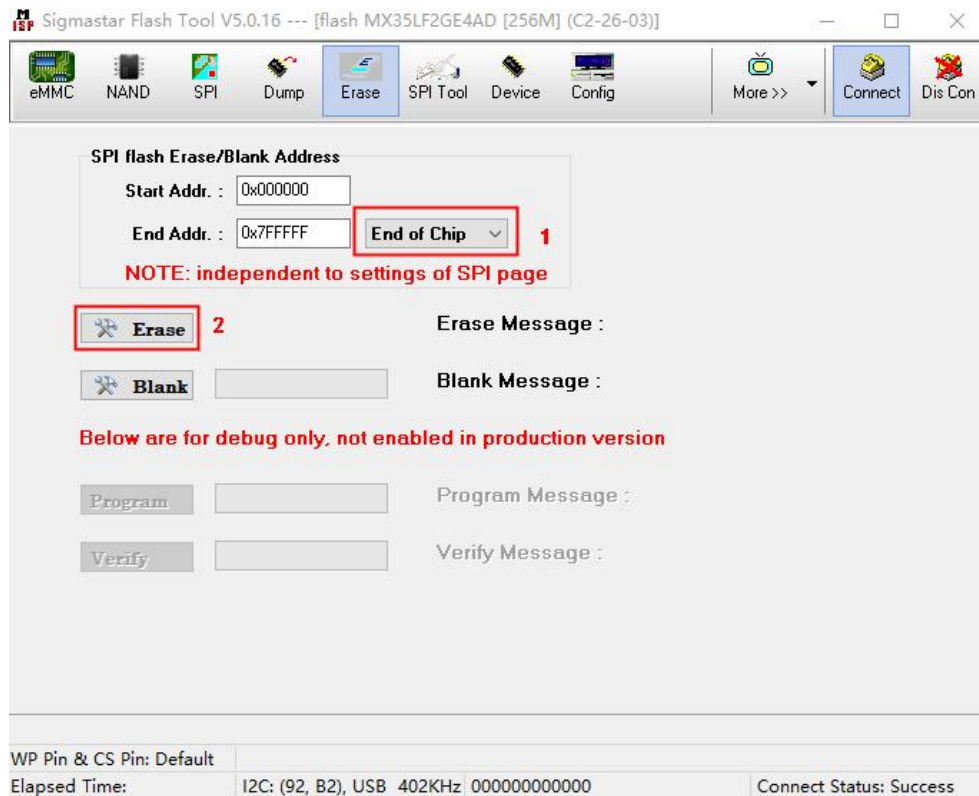 M
ISP
Sigmastar Flash Tool V5.0.16 --- [flash MX35LF2GE4AD [256M] (C2-26-03)]
eMMC NAND SPI Dump Erase SPI Tool Device Config More >> Connect Dis Con
SPI flash Erase/Blank Address
Start Addr. : 0x000000
End Addr. : 0x7FFFFF End of Chip 1
NOTE: independent to settings of SPI page
Erase 2 Erase Message :
Blank Blank Message :
Below are for debug only, not enabled in production version
Program Program Message :
Verify Verify Message :
WP Pin & CS Pin: Default
Elapsed Time: I2C: (92, B2), USB 402KHz 000000000000 Connect Status: Success